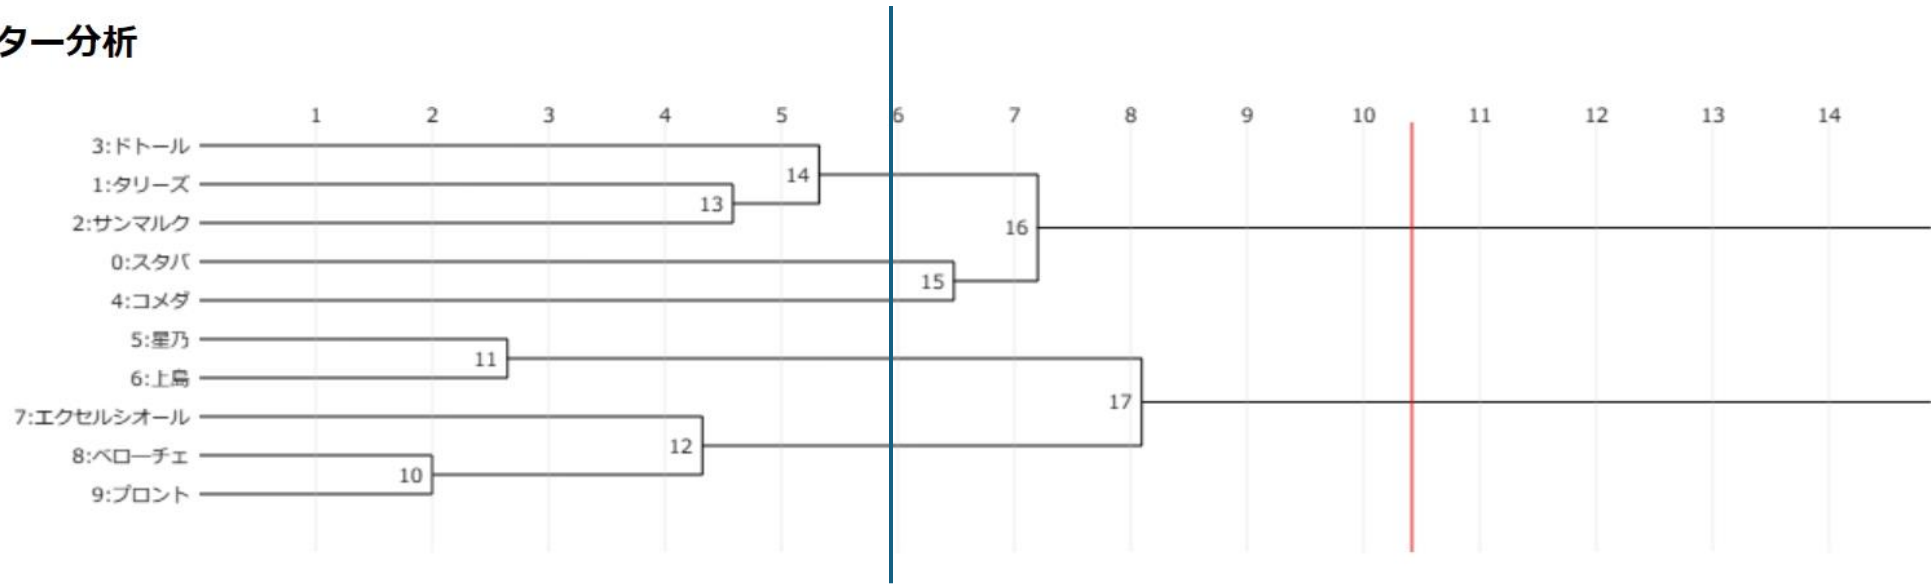 ター分析
1 2 3 4 5 6 7 8 9 10 11 12 13 14
3:ドトール
14
1:タリーズ
13
2:サンマルク
16
0:スタバ
15
4:コメダ
5:星乃
11
6:上島
17
7:エクセルシオール
12
8:ベローチェ
10
9:プロント